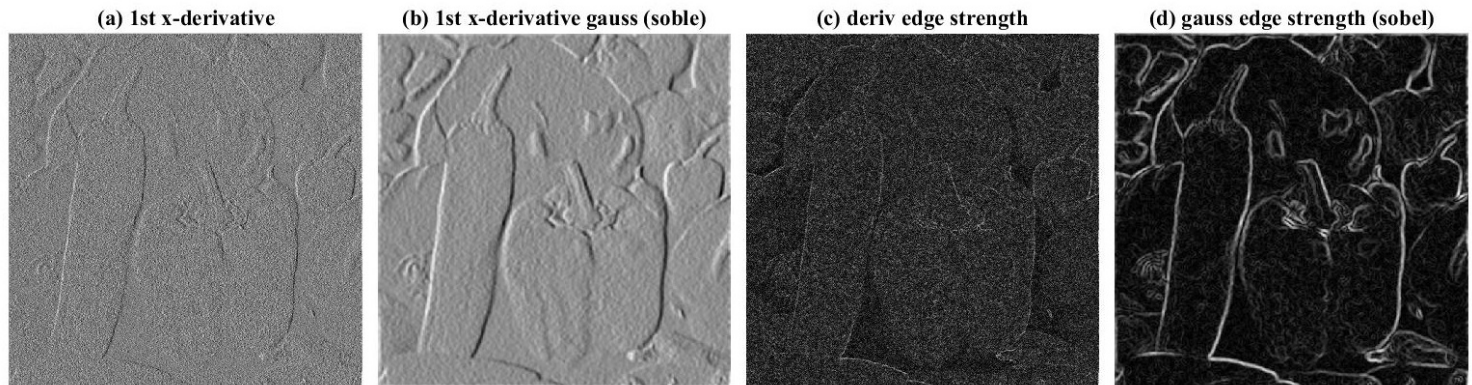 (a) 1st x-derivative
(b) 1st x-derivative gauss (soble)
(c) deriv edge strength
(d) gauss edge strength (sobel)